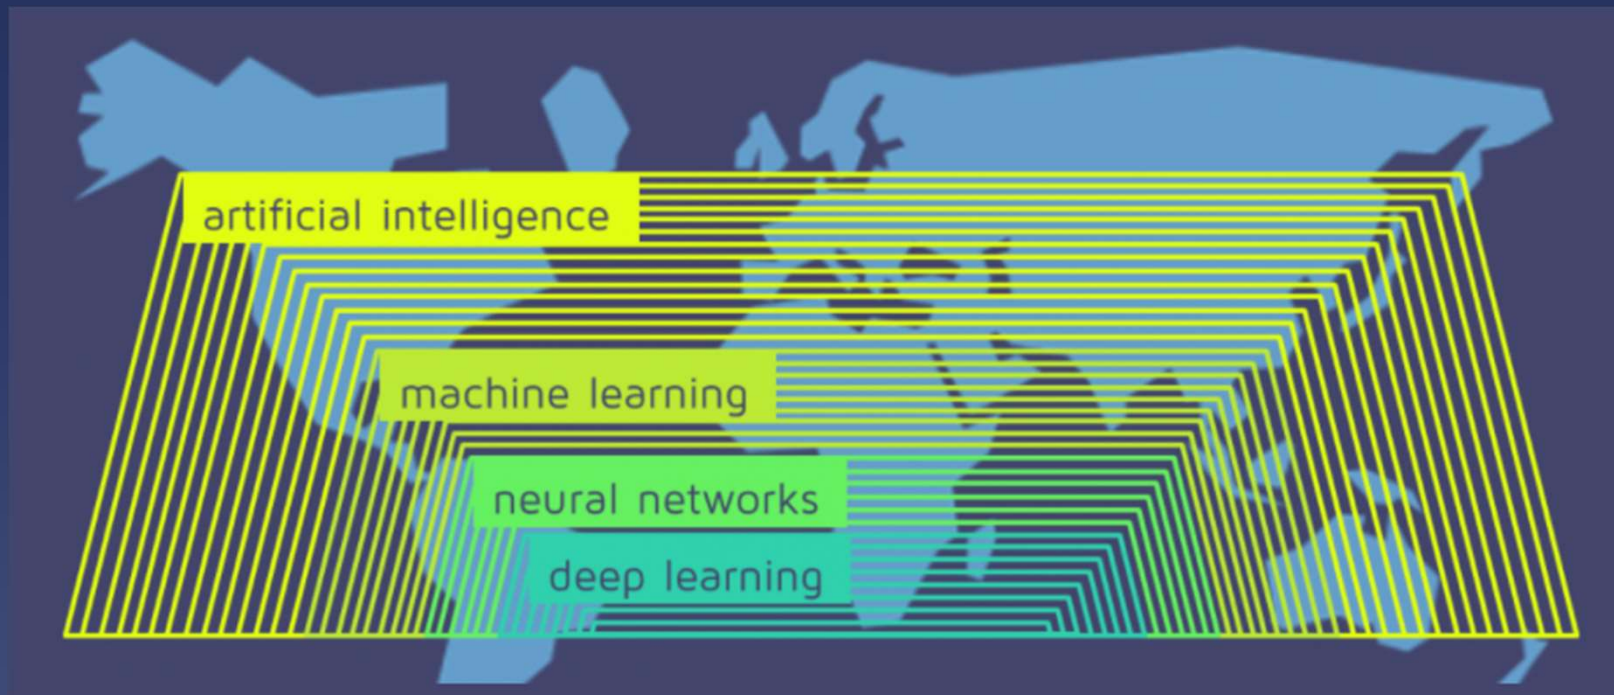 artificial intelligence
machine learning
neural networks
deep learning